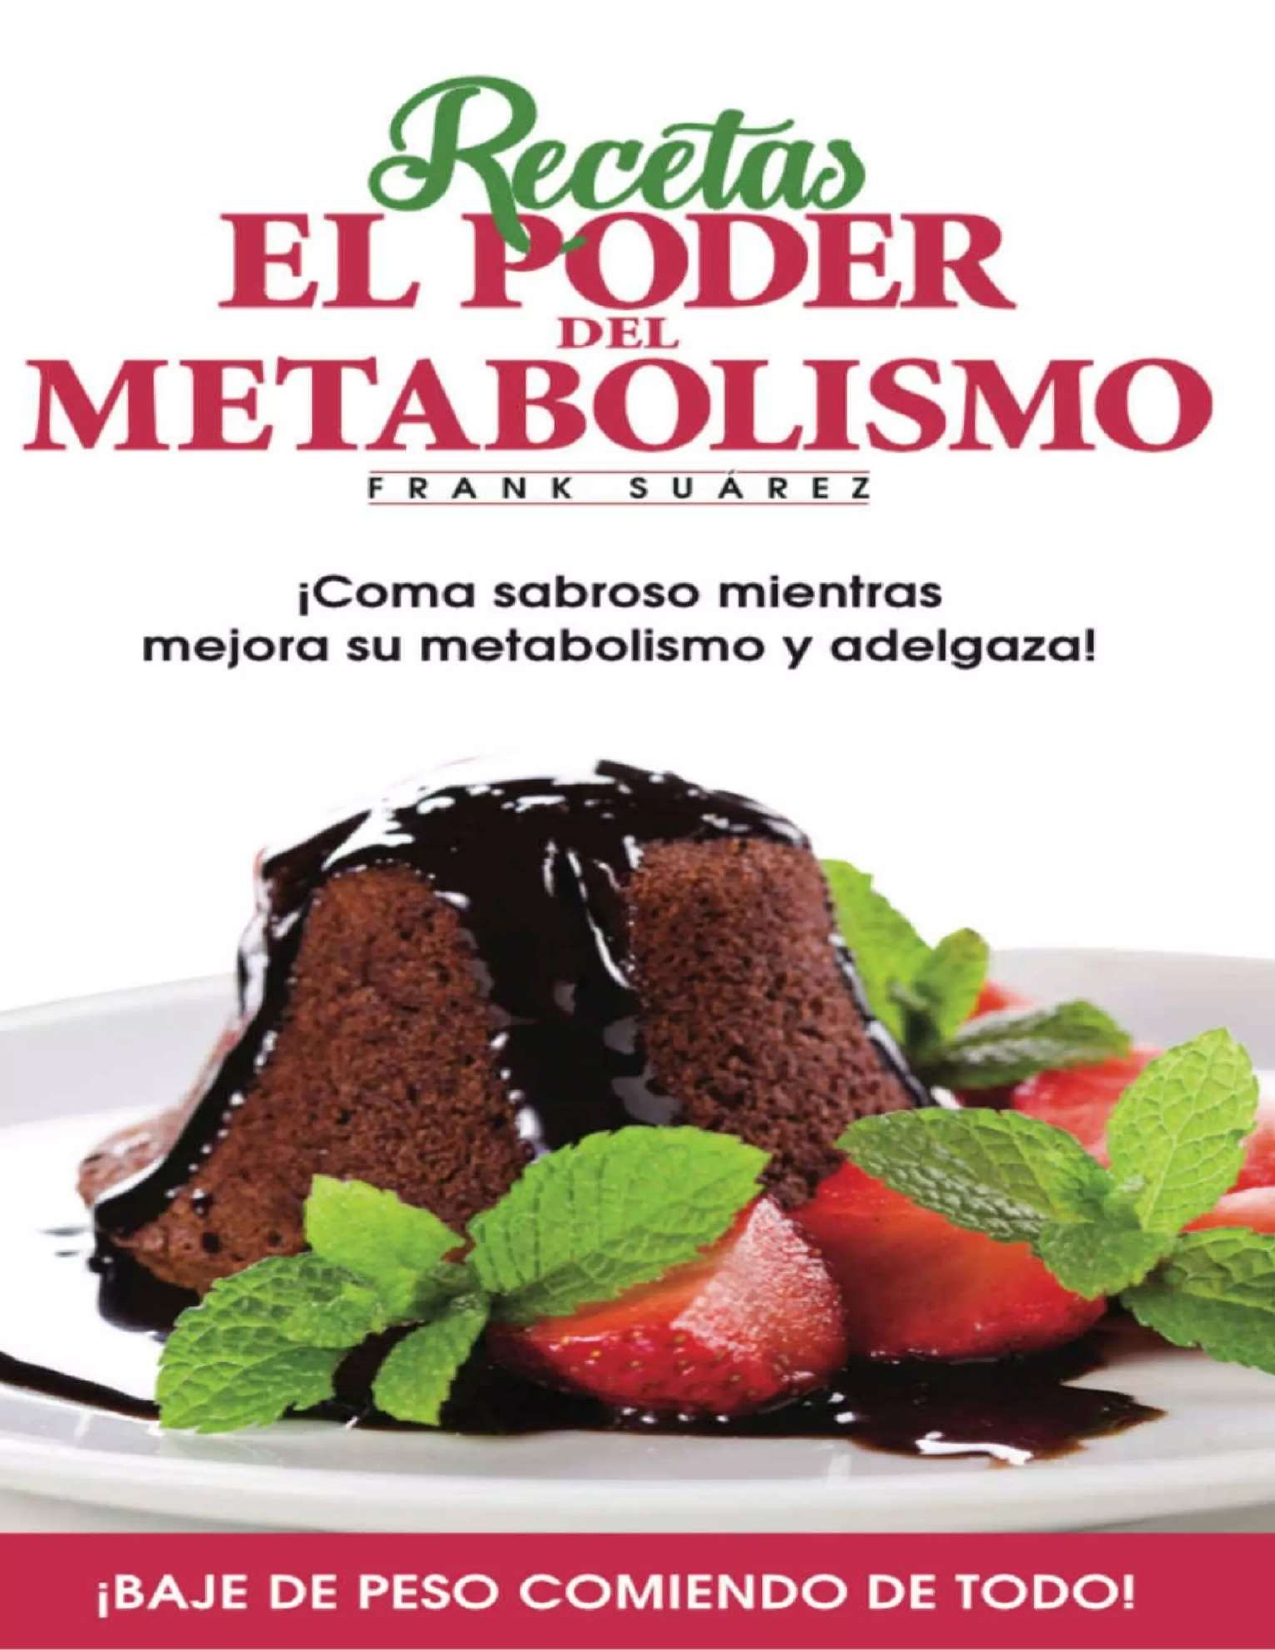 Recetas
EL PODER
DEL
METABOLISMO
FRANK SUÁREZ
¡Coma sabroso mientras
mejora su metabolismo y adelgaza!
¡BAJE DE PESO COMIENDO DE TODO!